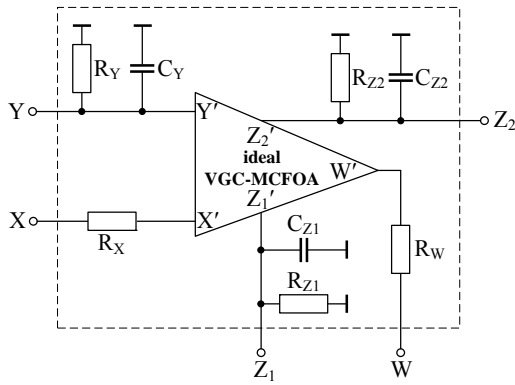 R_Y
C_Y
R_Z2
C_Z2
Y
Y'
Z_2'
Z_2
ideal
VGC-MCFOA
W'
X
X'
Z_1'
R_X
C_Z1
R_W
R_Z1
Z_1
W